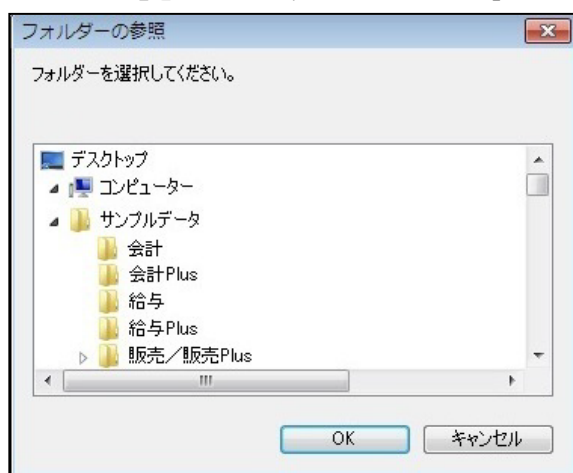 フォルダーの参照
フォルダーを選択してください。
デスクトップ
コンピューター
サンプルデータ
会計
会計Plus
給与
給与Plus
販売／販売Plus
OK
キャンセル